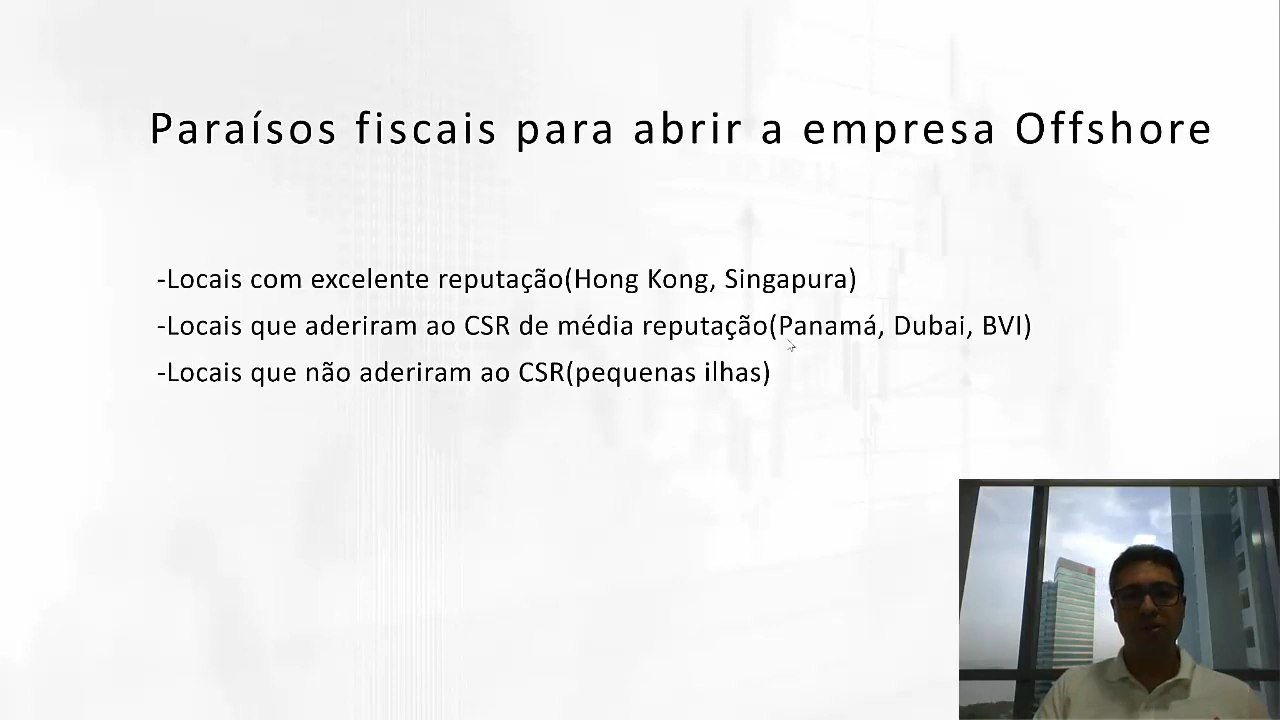 Paraísos fiscais para abrir a empresa Offshore
-Locais com excelente reputação(Hong Kong, Singapura)
-Locais que aderiram ao CSR de média reputação(Panamá, Dubai, BVI)
-Locais que não aderiram ao CSR(pequenas ilhas)